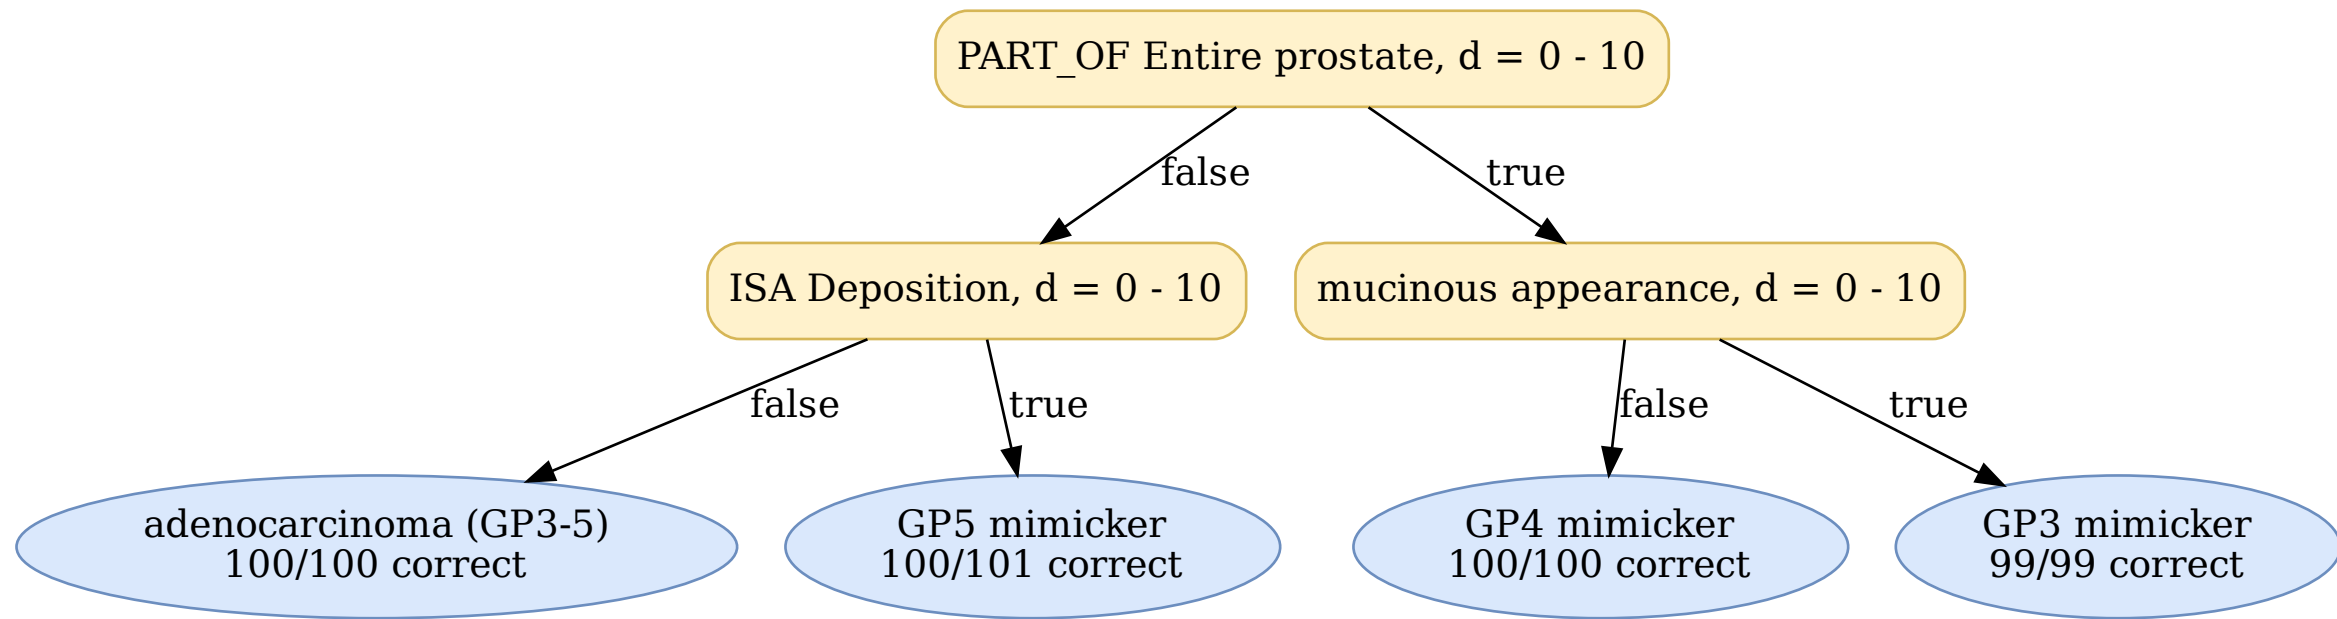 PART_OF Entire prostate, d = 0 - 10
false
true
ISA Deposition, d = 0 - 10
mucinous appearance, d = 0 - 10
false
true
false
true
adenocarcinoma (GP3-5)
100/100 correct
GP5 mimicker
100/101 correct
GP4 mimicker
100/100 correct
GP3 mimicker
99/99 correct